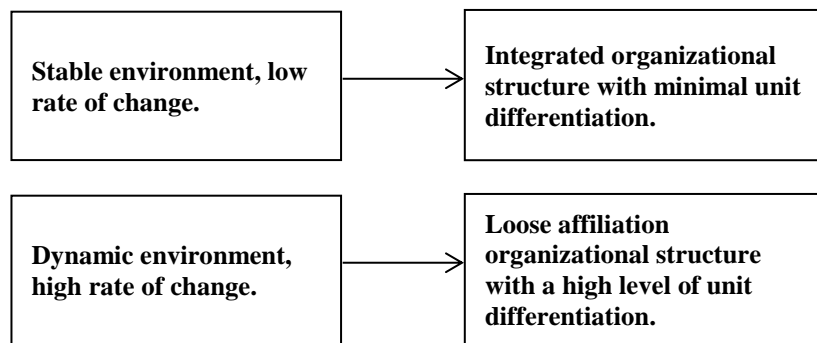 Stable environment, low
rate of change.
Integrated organizational
structure with minimal unit
differentiation.
Dynamic environment,
high rate of change.
Loose affiliation
organizational structure
with a high level of unit
differentiation.